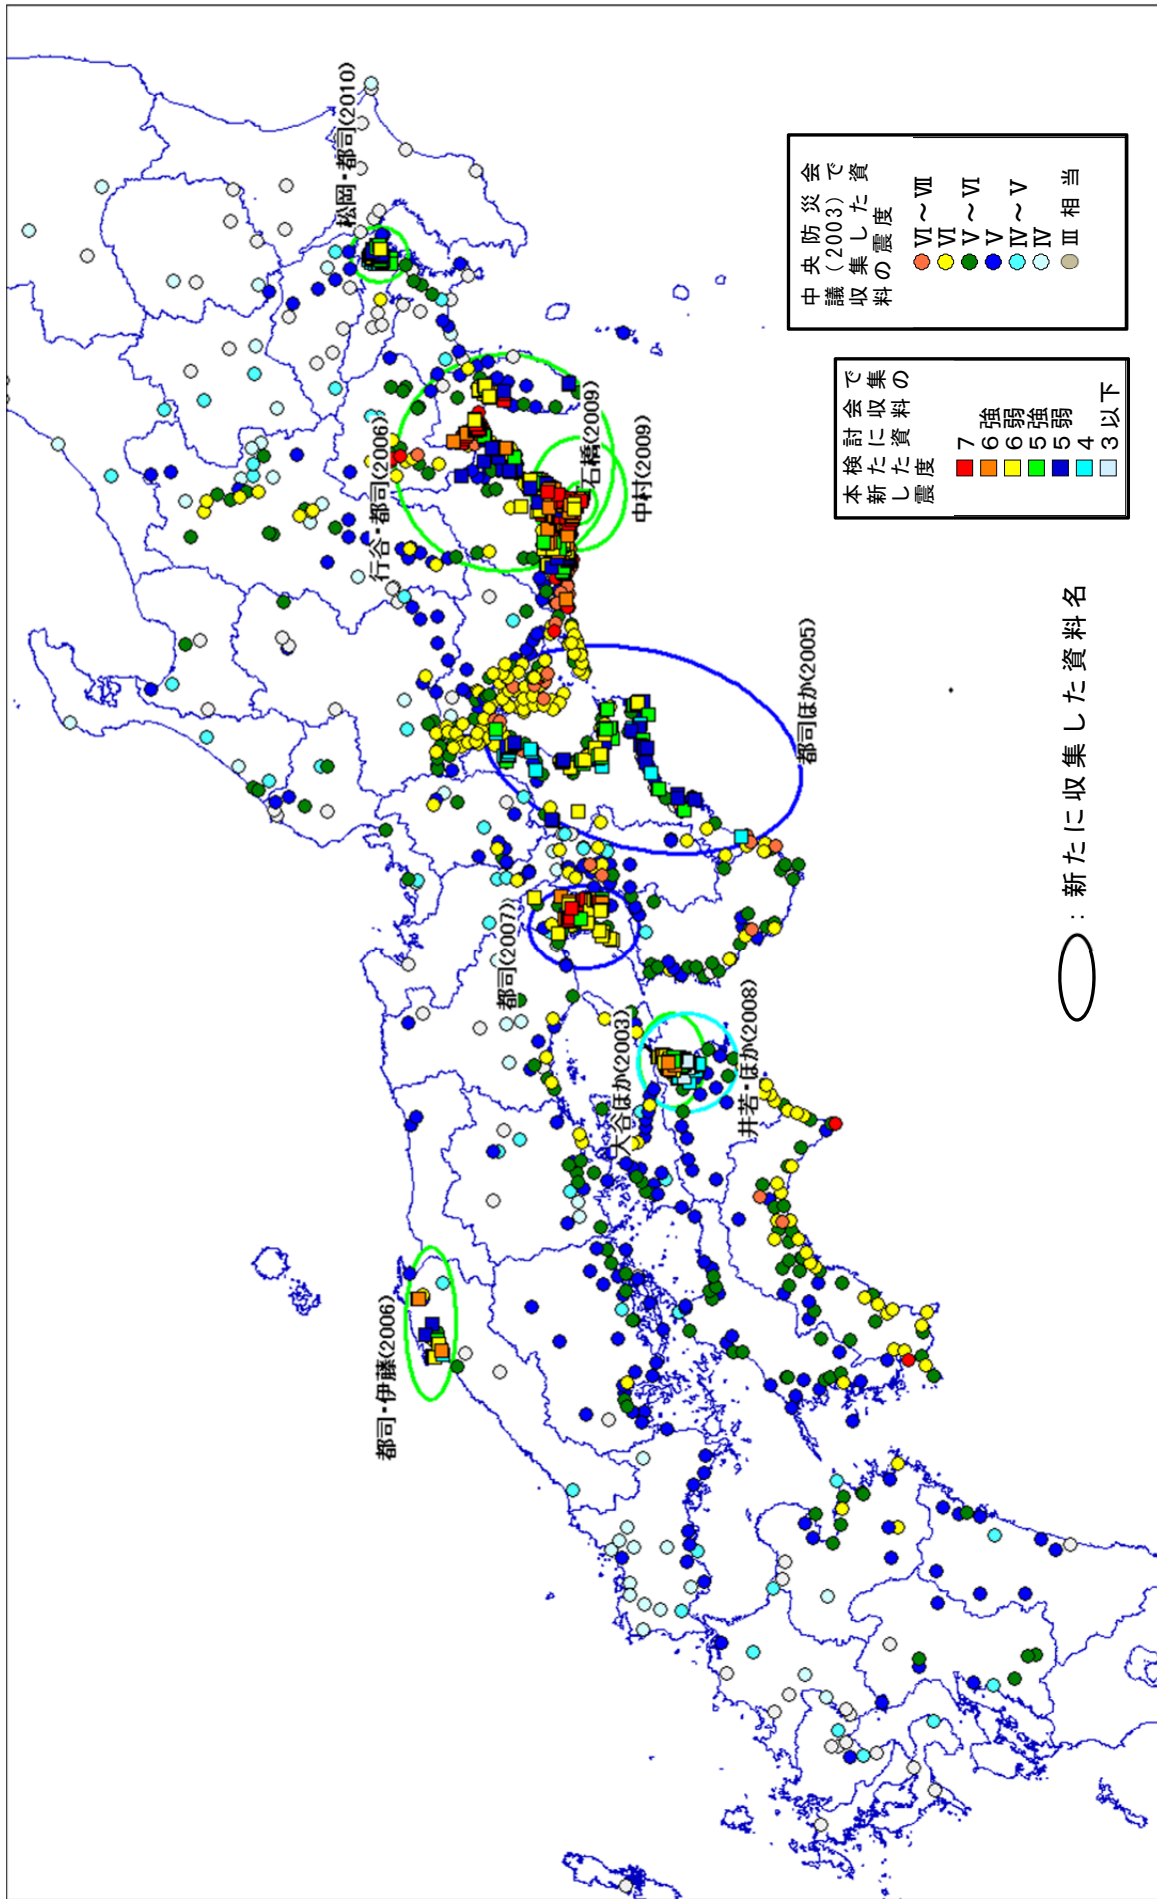 松岡・都司(2010)
行谷・都司(2006)
石橋(2009)
中村(2009)
都司ほか(2005)
都司(2007)
大谷ほか(2003)
井若・ほか(2008)
都司・伊藤(2006)
中央防災会
議(2003)で
収集した資
料の震度
Ⅵ～Ⅶ
Ⅵ
Ⅴ～Ⅵ
Ⅴ
Ⅳ～Ⅴ
Ⅳ
Ⅲ相当
本検討会で
新たに収集
した資料の
震度
7
6強
6弱
5強
5弱
4
3以下
：新たに収集した資料名